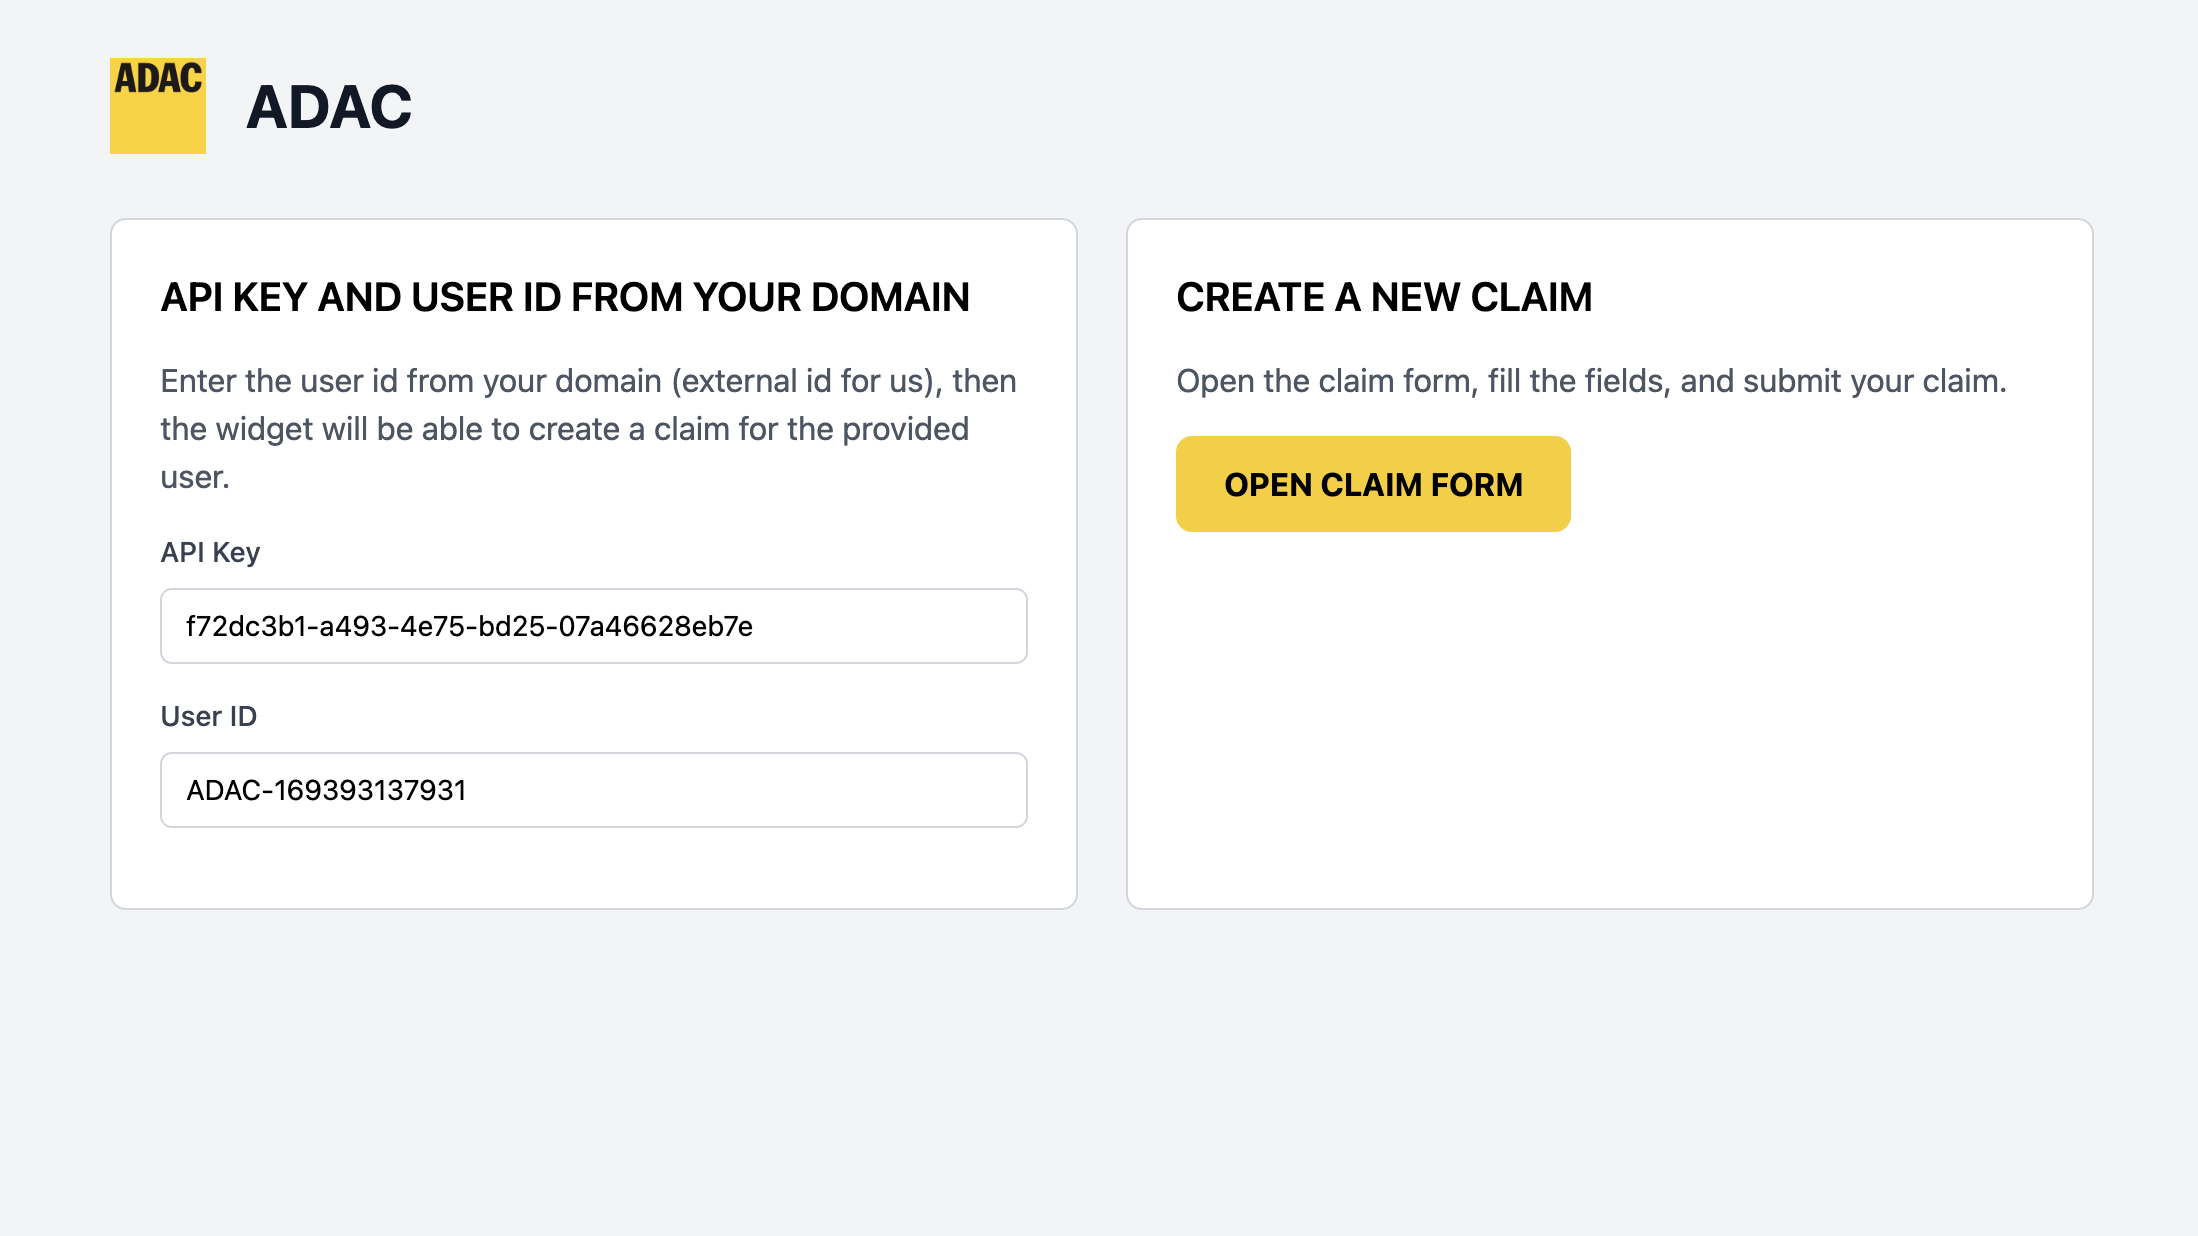 ADAC
ADAC
API KEY AND USER ID FROM YOUR DOMAIN
Enter the user id from your domain (external id for us), then
the widget will be able to create a claim for the provided
user.
API Key
f72dc3b1-a493-4e75-bd25-07a46628eb7e
User ID
ADAC-169393137931
CREATE A NEW CLAIM
Open the claim form, fill the fields, and submit your claim.
OPEN CLAIM FORM